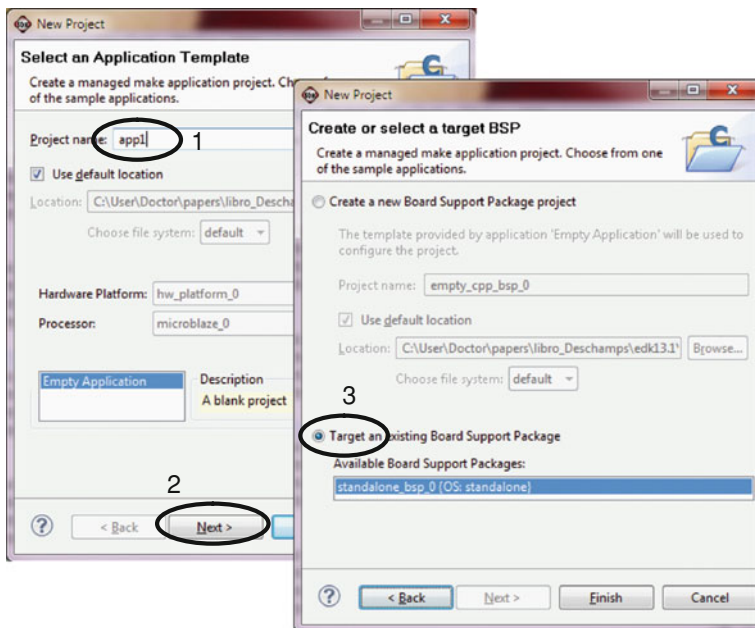 New Project
Select an Application Template
Create a managed make application project. Ch
of the sample applications.
Project name: app1
1
Use default location
Location: C:\User\Doctor\papers\libro_Descha
Choose file system: default
Hardware Platform: hw_platform_0
Processor: microblaze_0
Empty Application
Description
A blank project
2
< Back
Next >
New Project
Create or select a target BSP
Create a managed make application project. Choose from one
of the sample applications.
Create a new Board Support Package project
The template provided by application 'Empty Application' will be used to
configure the project.
Project name: empty_cpp_bsp_0
Use default location
Location: C:\User\Doctor\papers\libro_Deschamps\edk13.1\ Browse...
Choose file system: default
3
Target an existing Board Support Package
Available Board Support Packages:
standalone_bsp_0 (OS: standalone)
< Back
Next >
Finish
Cancel